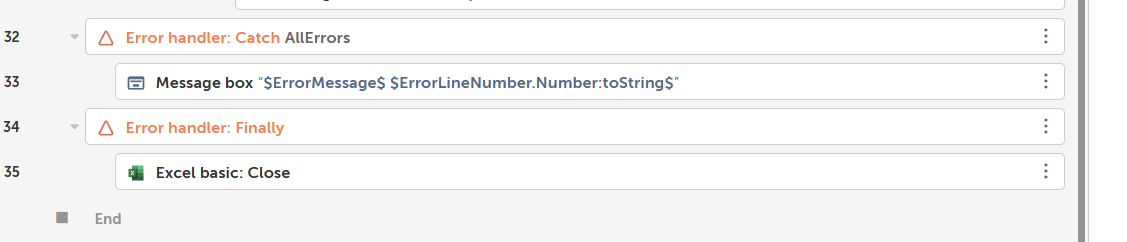 32 Error handler: Catch AllErrors
33 Message box "$ErrorMessage$ $ErrorLineNumber.Number:toString$"
34 Error handler: Finally
35 Excel basic: Close
End